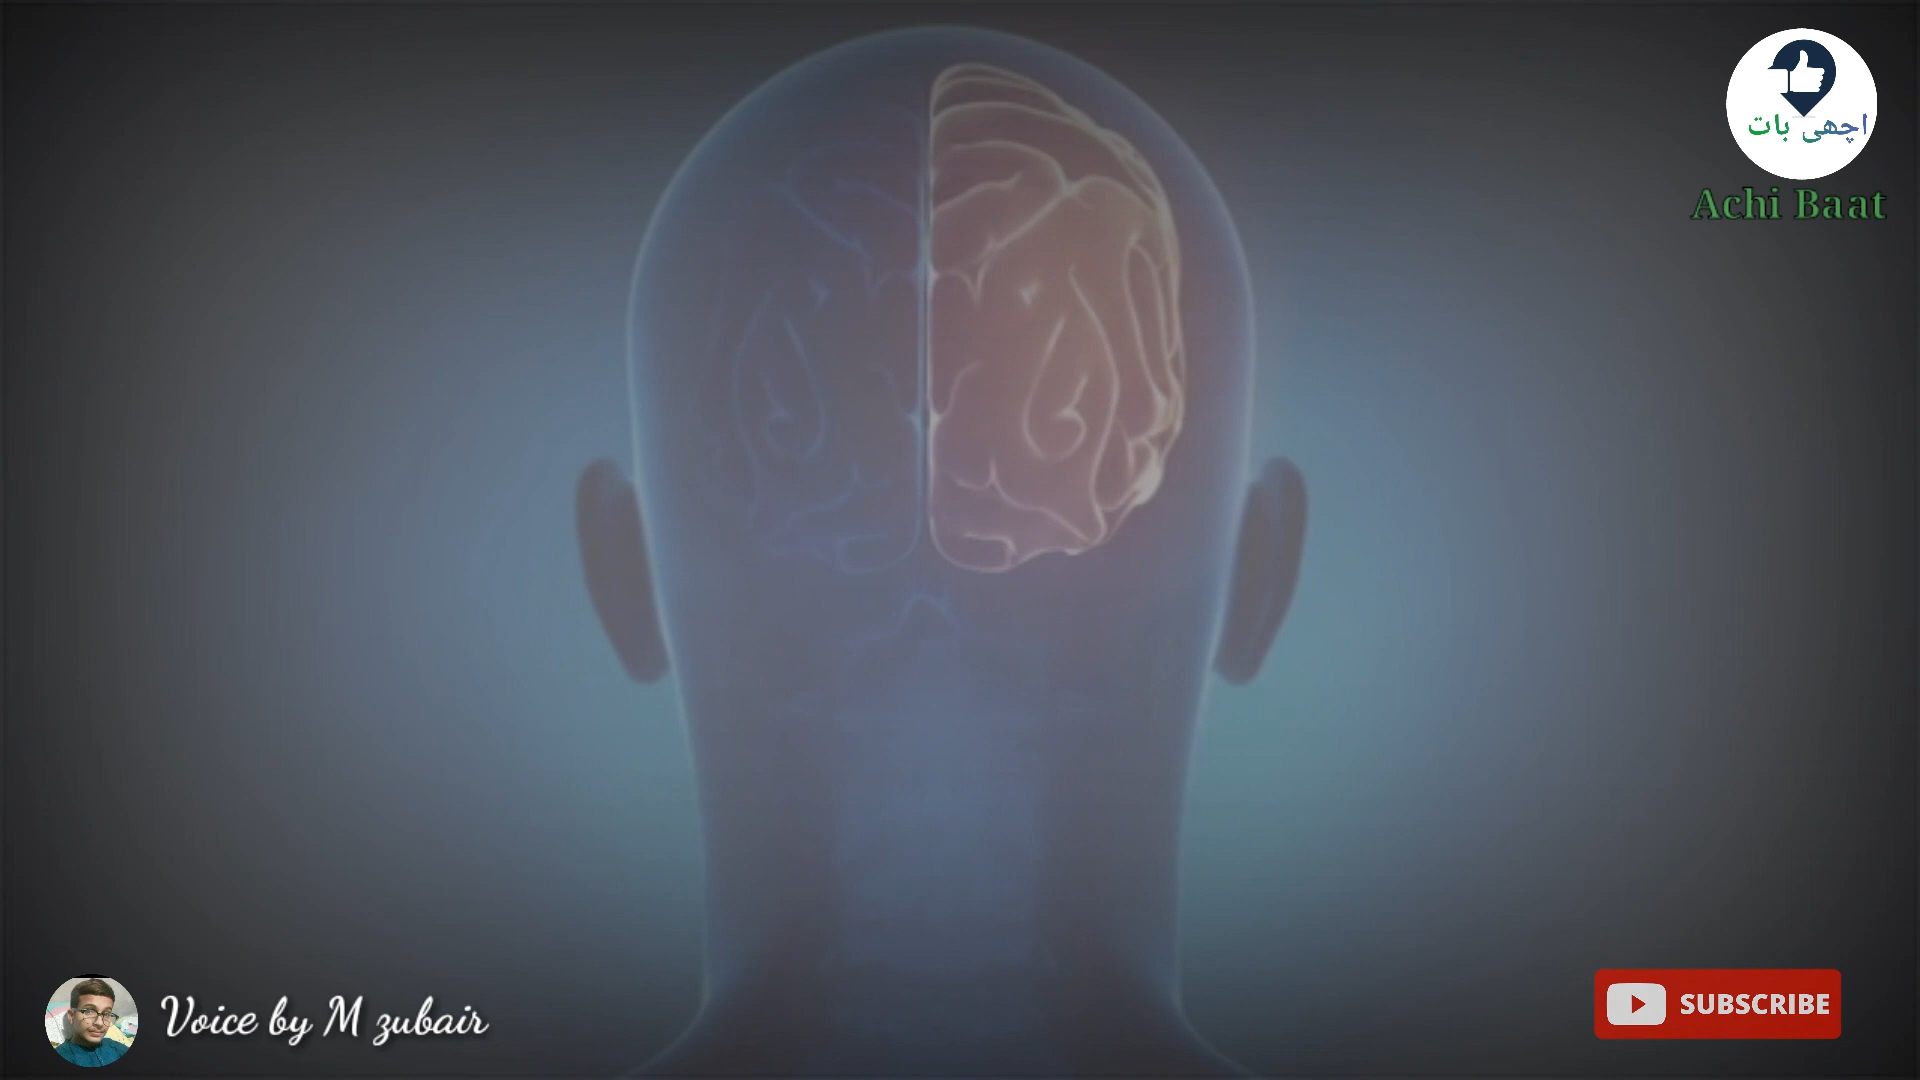 اچھی بات
Achi Baat
Voice by M zubair
SUBSCRIBE